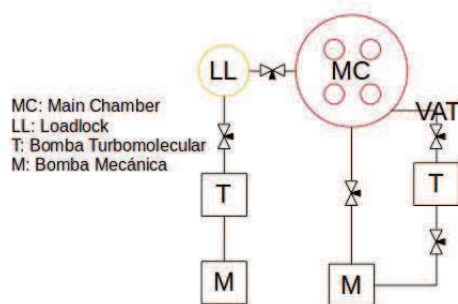 LL
MC
MC: Main Chamber
LL: Loadlock
T: Bomba Turbomolecular
M: Bomba Mecánica
VAT
T
T
M
M